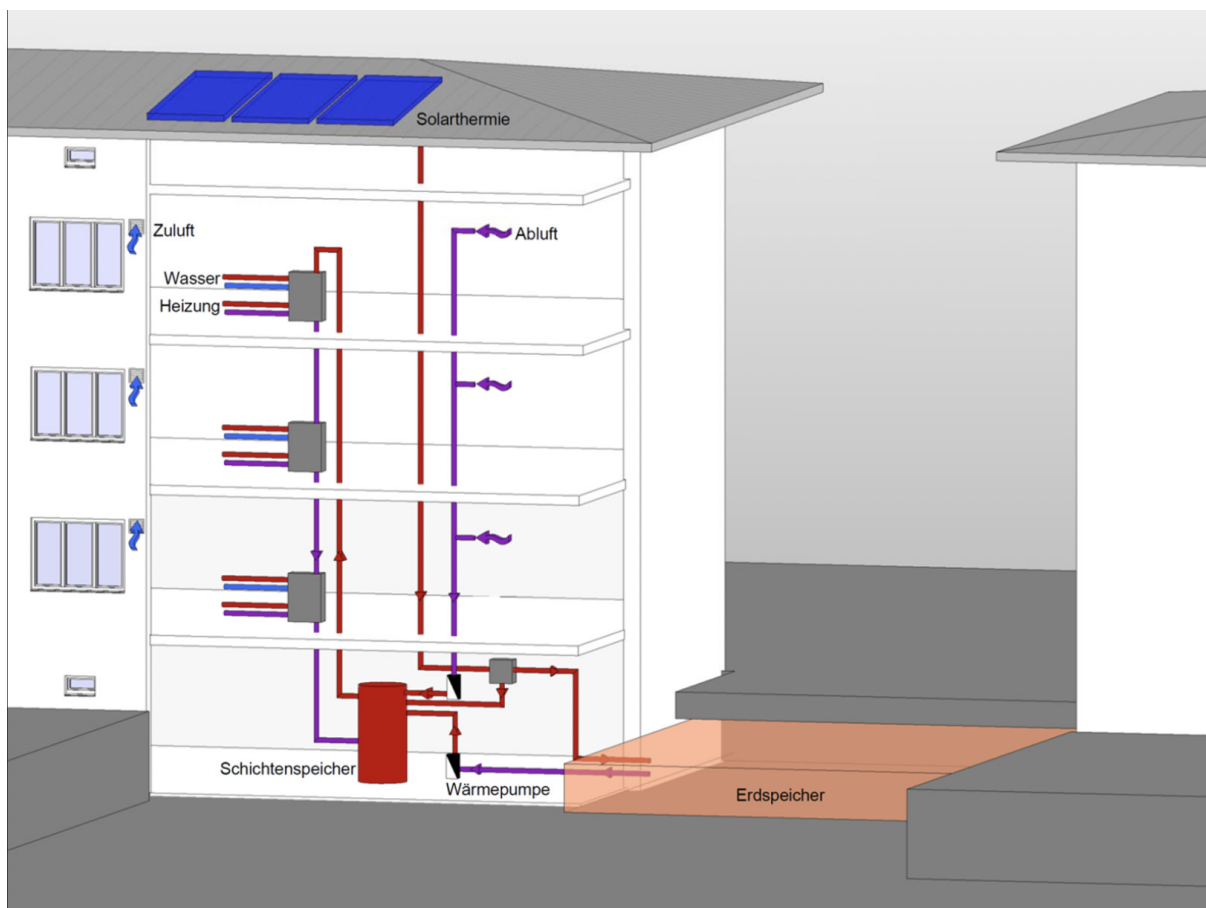 Solarthermie
Zuluft
Abluft
Wasser
Heizung
Schichtenspeicher
Wärmepumpe
Erdspeicher